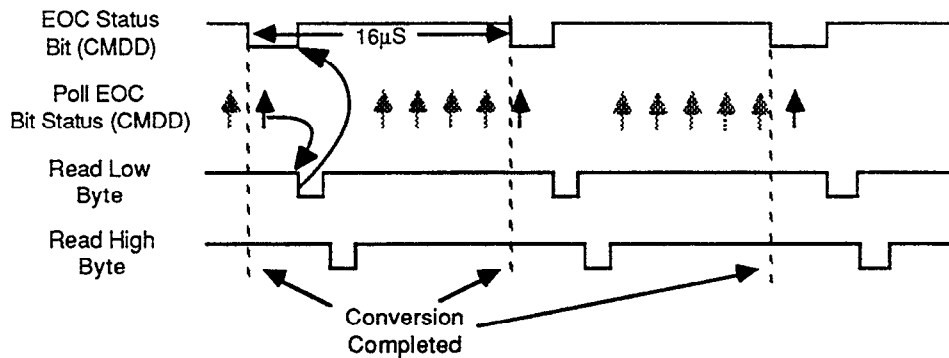 EOC Status
Bit (CMDD)
16µS
Poll EOC
Bit Status (CMDD)
Read Low
Byte
Read High
Byte
Conversion
Completed